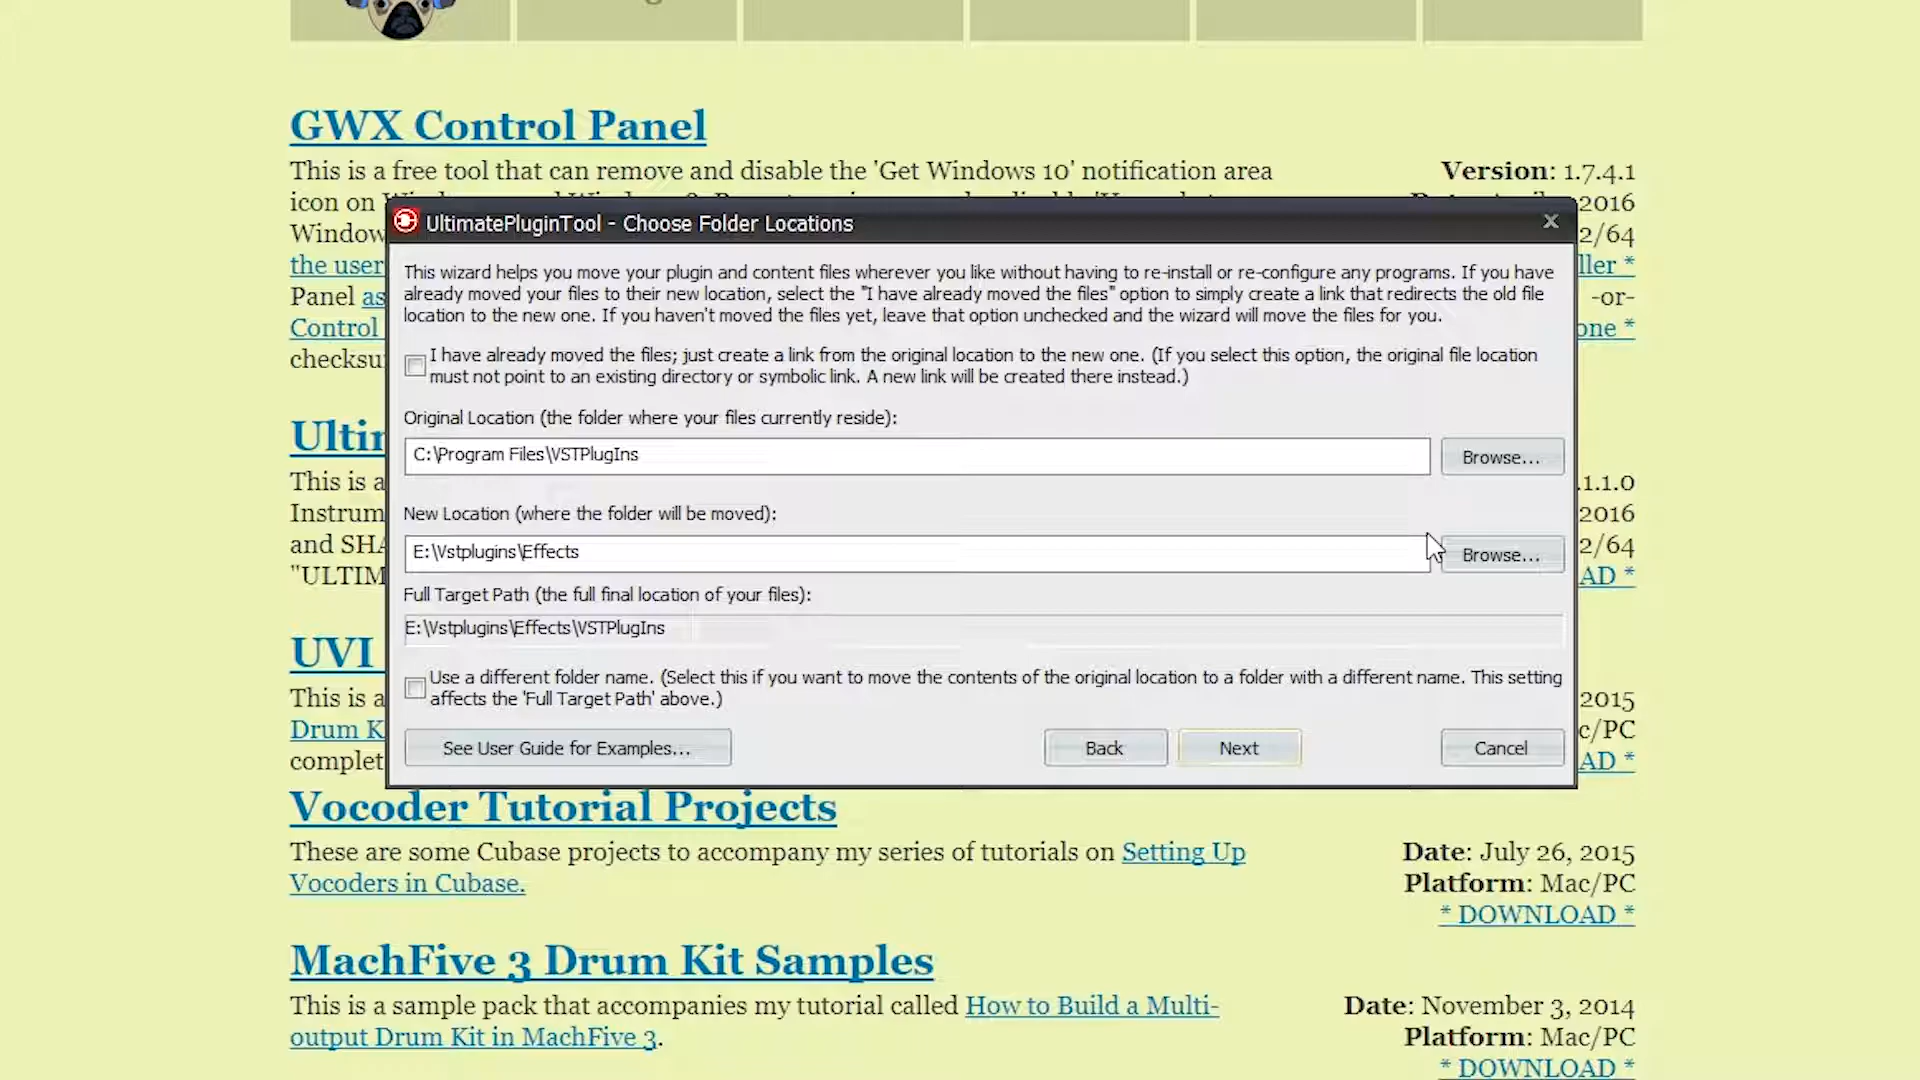 GWX Control Panel
This is a free tool that can remove and disable the 'Get Windows 10' notification area
Version: 1.7.4.1
icon on
2016
Window
2/64
the user
ller *
Panel as
-or-
Control
one *
checksu
UltimatePluginTool - Choose Folder Locations
This wizard helps you move your plugin and content files wherever you like without having to re-install or re-configure any programs. If you have
already moved your files to their new location, select the "I have already moved the files" option to simply create a link that redirects the old file
location to the new one. If you haven't moved the files yet, leave that option unchecked and the wizard will move the files for you.
I have already moved the files; just create a link from the original location to the new one. (If you select this option, the original file location
must not point to an existing directory or symbolic link. A new link will be created there instead.)
Original Location (the folder where your files currently reside):
C:\Program Files\VSTPlugIns
Browse...
New Location (where the folder will be moved):
E:\Vstplugins\Effects
Browse...
Full Target Path (the full final location of your files):
E:\Vstplugins\Effects\VSTPlugIns
Use a different folder name. (Select this if you want to move the contents of the original location to a folder with a different name. This setting
affects the 'Full Target Path' above.)
See User Guide for Examples...
Back
Next
Cancel
Ultim
This is a
.1.1.0
Instrum
2016
and SHA
2/64
"ULTIM
AD *
UVI
This is a
2015
Drum K
c/PC
complet
AD *
Vocoder Tutorial Projects
These are some Cubase projects to accompany my series of tutorials on Setting Up
Vocoders in Cubase.
Date: July 26, 2015
Platform: Mac/PC
* DOWNLOAD *
MachFive 3 Drum Kit Samples
This is a sample pack that accompanies my tutorial called How to Build a Multi-
output Drum Kit in MachFive 3.
Date: November 3, 2014
Platform: Mac/PC
* DOWNLOAD *